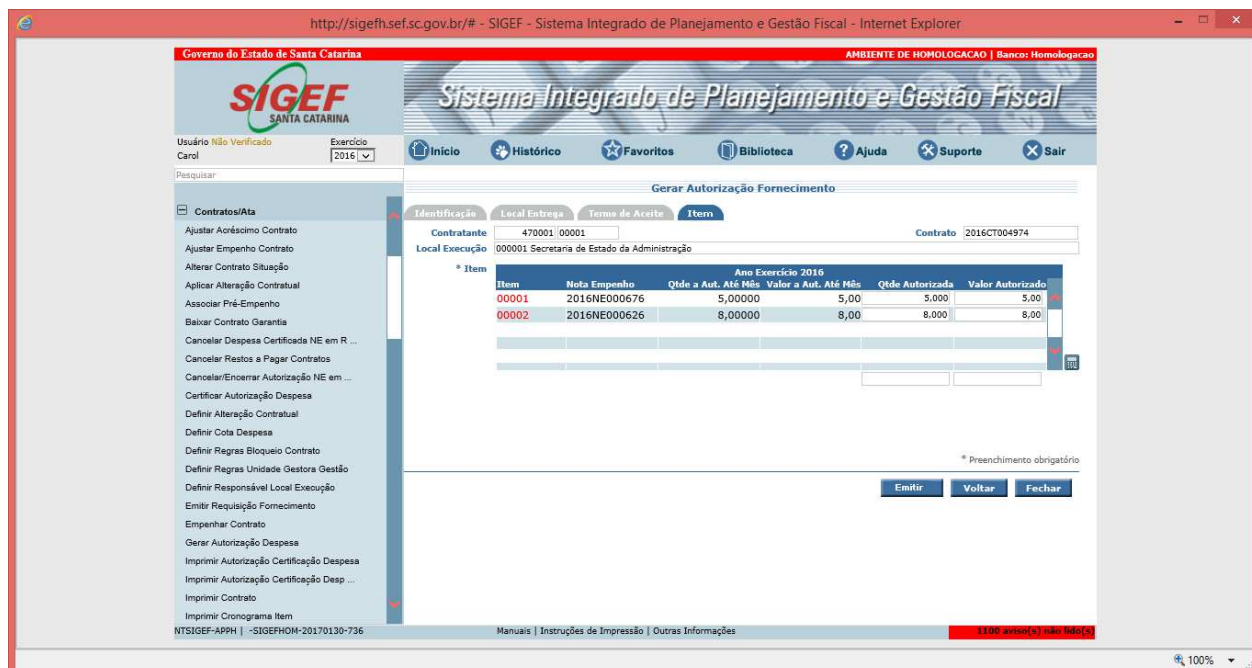 http://sigefh.sef.sc.gov.br/# - SIGEF - Sistema Integrado de Planejamento e Gestão Fiscal - Internet Explorer
Governo do Estado de Santa Catarina
AMBIENTE DE HOMOLOGACAO | Banco: Homologacao
SIGEF
SANTA CATARINA
Sistema Integrado de Planejamento e Gestão Fiscal
Usuário Não Verificado Exercício
Carol 2016
Início Histórico Favoritos Biblioteca Ajuda Suporte Sair
Pesquisar
Contratos/Ata
Ajustar Acréscimo Contrato
Ajustar Empenho Contrato
Alterar Contrato Situação
Aplicar Alteração Contratual
Associar Pré-Empenho
Baixar Contrato Garantia
Cancelar Despesa Certificada NE em R ...
Cancelar Restos a Pagar Contratos
Cancelar/Encerrar Autorização NE em ...
Certificar Autorização Despesa
Definir Alteração Contratual
Definir Cota Despesa
Definir Regras Bloqueio Contrato
Definir Regras Unidade Gestora Gestão
Definir Responsável Local Execução
Emitir Requisição Fornecimento
Empenhar Contrato
Gerar Autorização Despesa
Imprimir Autorização Certificação Despesa
Imprimir Autorização Certificação Desp ...
Imprimir Contrato
Imprimir Cronograma Item
Gerar Autorização Fornecimento
Identificação Local Entrega Termo de Aceite Item
Contratante 470001 00001 Contrato 2016CT004974
Local Execução 000001 Secretaria de Estado da Administração
* Item
Ano Exercício 2016
Item Nota Empenho Qtde a Aut. Até Mês Valor a Aut. Até Mês Qtde Autorizada Valor Autorizado
00001 2016NE000676 5,00000 5,00 5.000 5,00
00002 2016NE000626 8,00000 8,00 8.000 8,00
* Preenchimento obrigatório
Emitir Voltar Fechar
NTSIGEF-APPH | -SIGEFHOM-20170130-736
Manuais | Instruções de Impressão | Outras Informações
1100 aviso(s) não lido(s)
100%